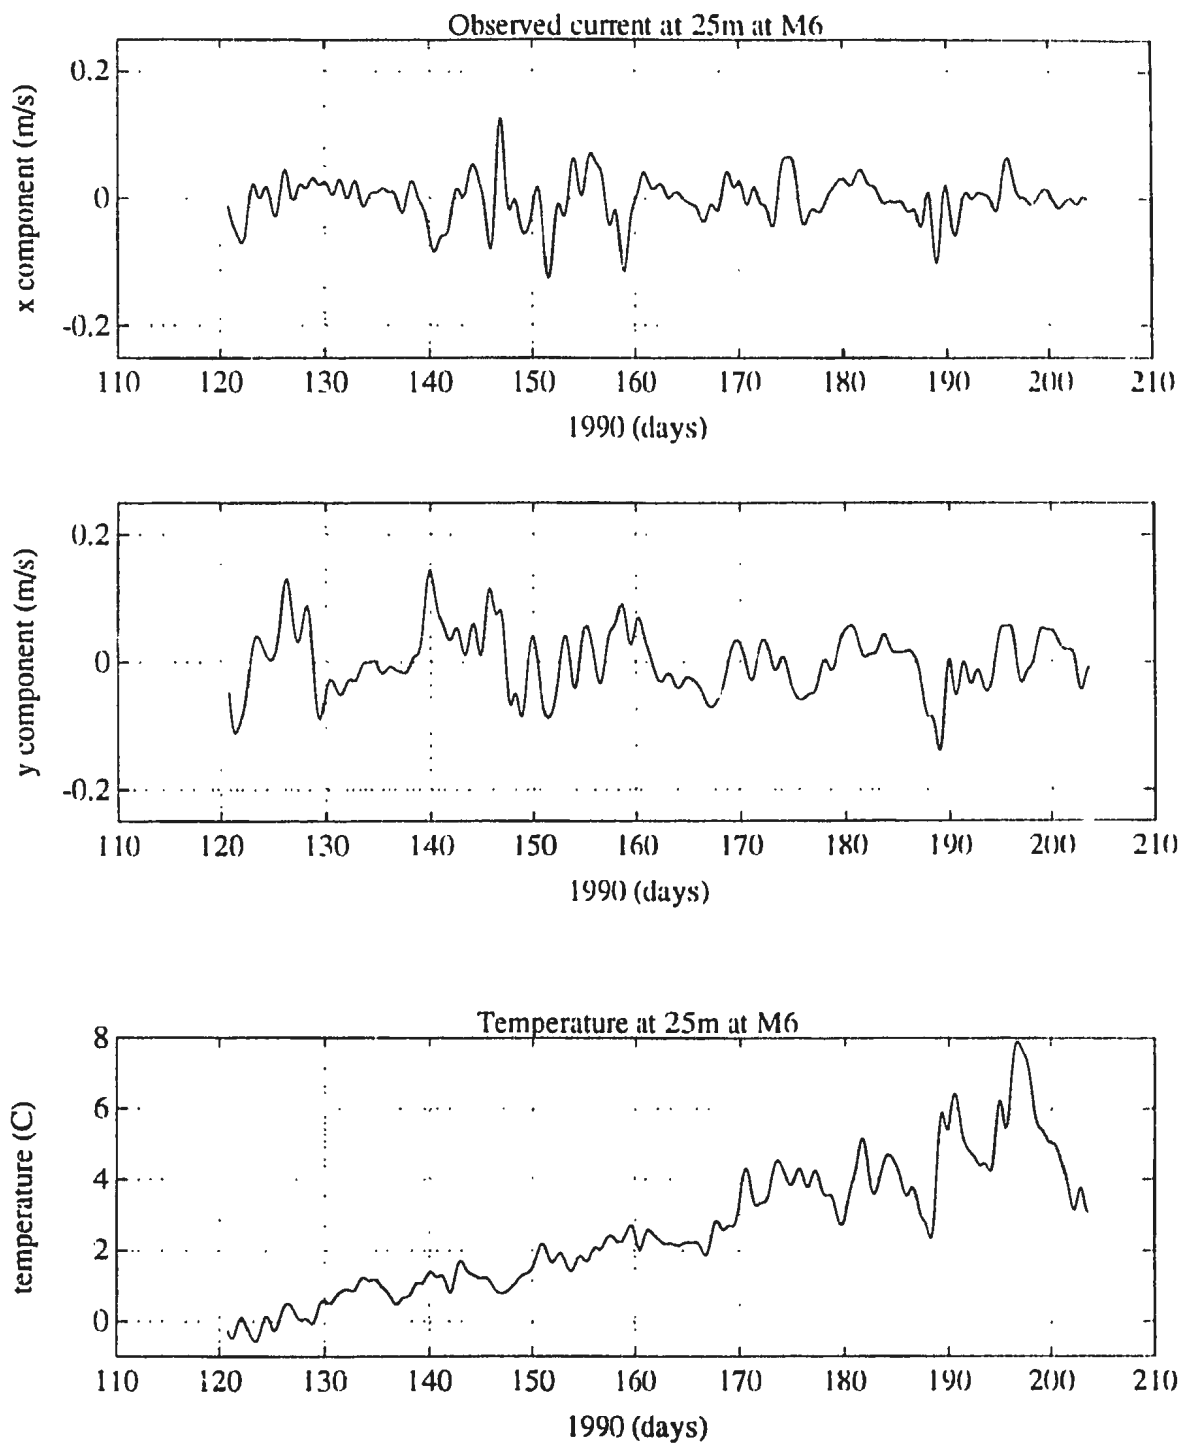 Observed current at 25m at M6
x component (m/s)
0.2
0
-0.2
110 120 130 140 150 160 170 180 190 200 210
1990 (days)
y component (m/s)
0.2
0
-0.2
110 120 130 140 150 160 170 180 190 200 210
1990 (days)
Temperature at 25m at M6
temperature (C)
8
6
4
2
0
110 120 130 140 150 160 170 180 190 200 210
1990 (days)